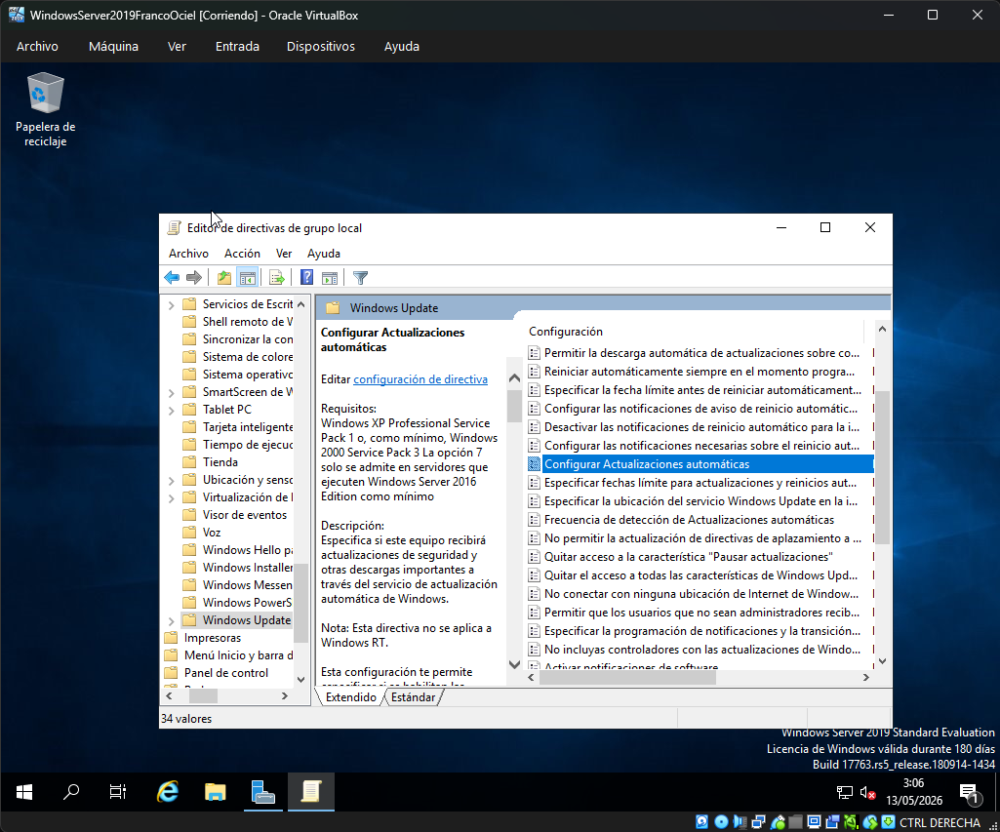 WindowsServer2019FrancoOciel [Corriendo] - Oracle VirtualBox
Archivo Máquina Ver Entrada Dispositivos Ayuda
Papelera de
reciclaje
Editor de directivas de grupo local
Archivo Acción Ver Ayuda
Servicios de Escrit
Shell remoto de W
Sincronizar la con
Sistema de colore
Sistema operativo
SmartScreen de W
Tablet PC
Tarjeta inteligente
Tiempo de ejecuc
Tienda
Ubicación y senso
Virtualización de l
Visor de eventos
Voz
Windows Hello pa
Windows Installer
Windows Messen
Windows PowerS
Windows Update
Impresoras
Menú Inicio y barra d
Panel de control
Windows Update
Configurar Actualizaciones
automáticas
Editar configuración de directiva
Requisitos:
Windows XP Professional Service
Pack 1 o, como mínimo, Windows
2000 Service Pack 3 La opción 7
solo se admite en servidores que
ejecuten Windows Server 2016
Edition como mínimo
Descripción:
Especifica si este equipo recibirá
actualizaciones de seguridad y
otras descargas importantes a
través del servicio de actualización
automática de Windows.
Nota: Esta directiva no se aplica a
Windows RT.
Esta configuración te permite
Configuración
Permitir la descarga automática de actualizaciones sobre co...
Reiniciar automáticamente siempre en el momento progra...
Especificar la fecha límite antes de reiniciar automáticament...
Configurar las notificaciones de aviso de reinicio automátic...
Desactivar las notificaciones de reinicio automático para la i...
Configurar las notificaciones necesarias sobre el reinicio aut...
Configurar Actualizaciones automáticas
Especificar fechas límite para actualizaciones y reinicios aut...
Especificar la ubicación del servicio Windows Update en la i...
Frecuencia de detección de Actualizaciones automáticas
No permitir la actualización de directivas de aplazamiento a ...
Quitar acceso a la característica "Pausar actualizaciones"
Quitar el acceso a todas las características de Windows Upd...
No conectar con ninguna ubicación de Internet de Window...
Permitir que los usuarios que no sean administradores recib...
Especificar la programación de notificaciones y la transición...
No incluyas controladores con las actualizaciones de Windo...
Activar notificaciones de software
Extendido Estándar
34 valores
Windows Server 2019 Standard Evaluation
Licencia de Windows válida durante 180 días
Build 17763.rs5_release.180914-1434
3:06
13/05/2026
1
CTRL DERECHA